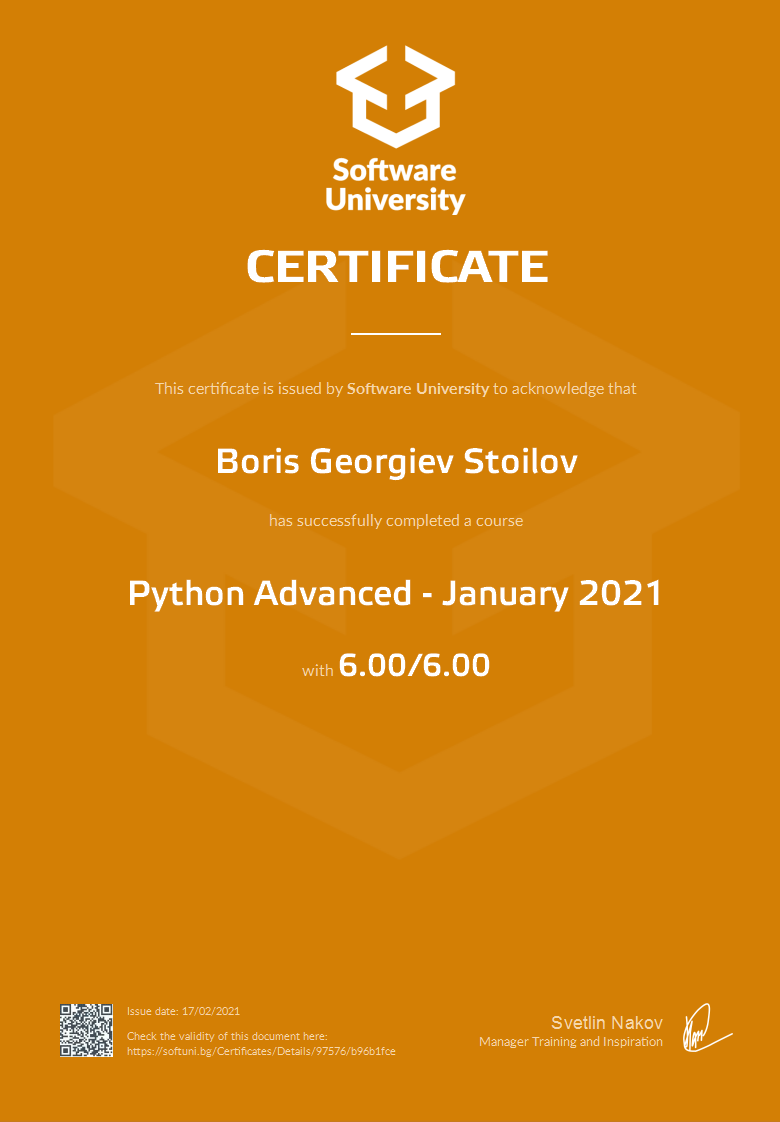 Software
University
CERTIFICATE
This certificate is issued by Software University to acknowledge that
Boris Georgiev Stoilov
has successfully completed a course
Python Advanced - January 2021
with 6.00/6.00
Issue date: 17/02/2021
Check the validity of this document here:
https://softuni.bg/Certificates/Details/97576/b96b1fce
Svetlin Nakov
Manager Training and Inspiration